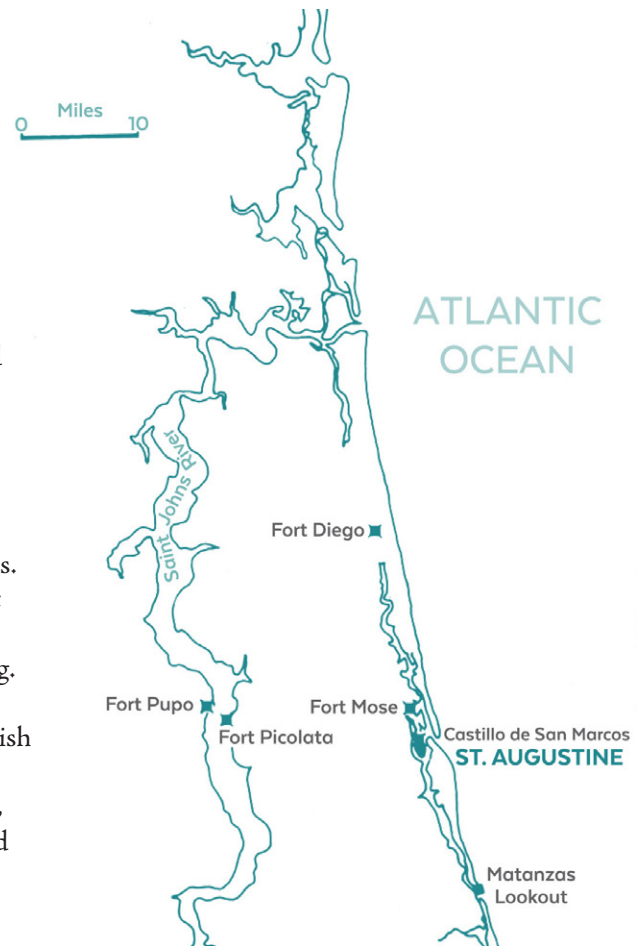 Miles
0 10
ATLANTIC
OCEAN
Saint Johns River
Fort Diego
s.
g.
Fort Pupo
Fort Mose
ish
Fort Picolata
Castillo de San Marcos
ST. AUGUSTINE
,
d
Matanzas
Lookout